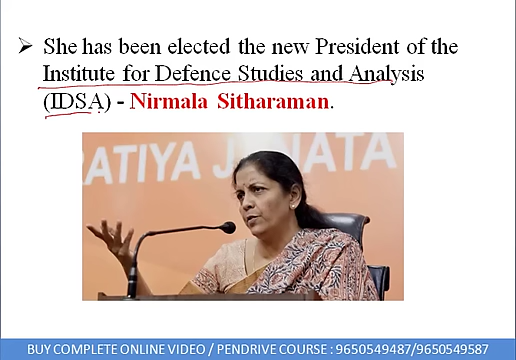 ➢ She has been elected the new President of the
Institute for Defence Studies and Analysis
(IDSA) - Nirmala Sitharaman.
RATIYA JANATA
BUY COMPLETE ONLINE VIDEO / PENDRIVE COURSE : 9650549487/9650549587